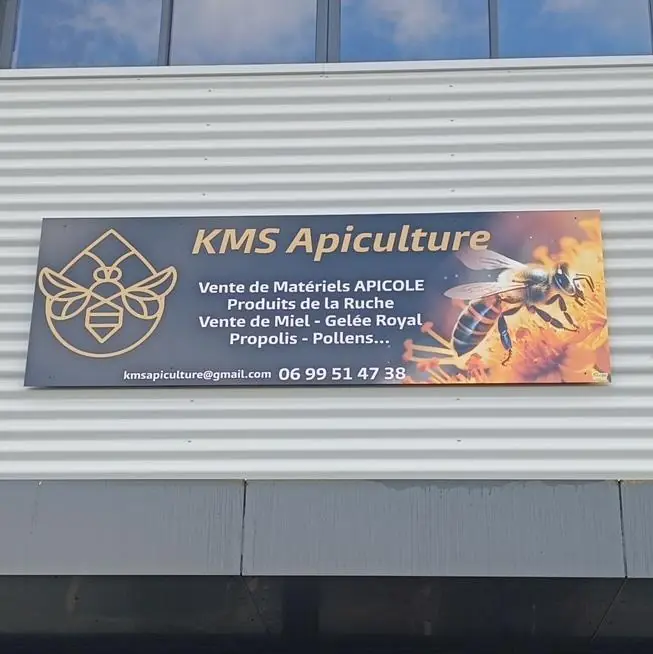 KMS Apiculture
Vente de Matériels APICOLE
Produits de la Ruche
Vente de Miel - Gelée Royal
Propolis - Pollens...
kmsapiculture@gmail.com 06 99 51 47 38